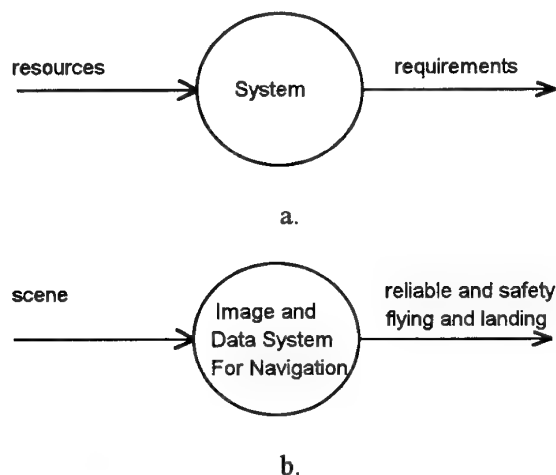 resources
System
requirements
a.
scene
Image and
Data System
For Navigation
reliable and safety
flying and landing
b.